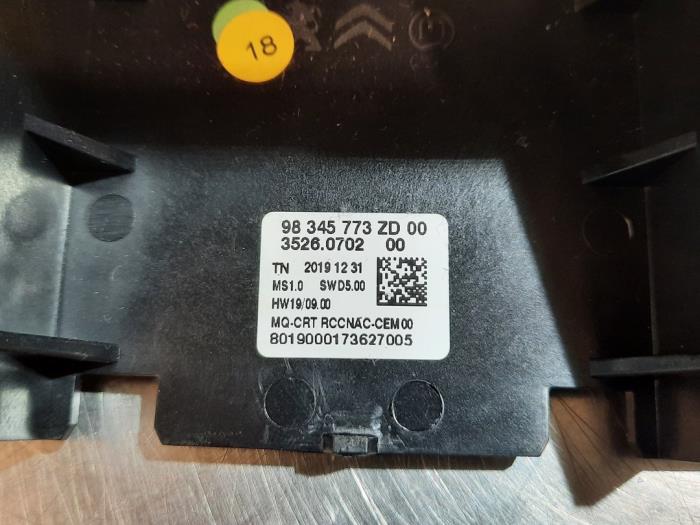 18
98 345 773 ZD 00
3526.0702 00
TN 2019 12 31
MS1.0 SWD5.00
HW19/09.00
MQ-CRT RCCNAC-CEM 00
8019000173627005